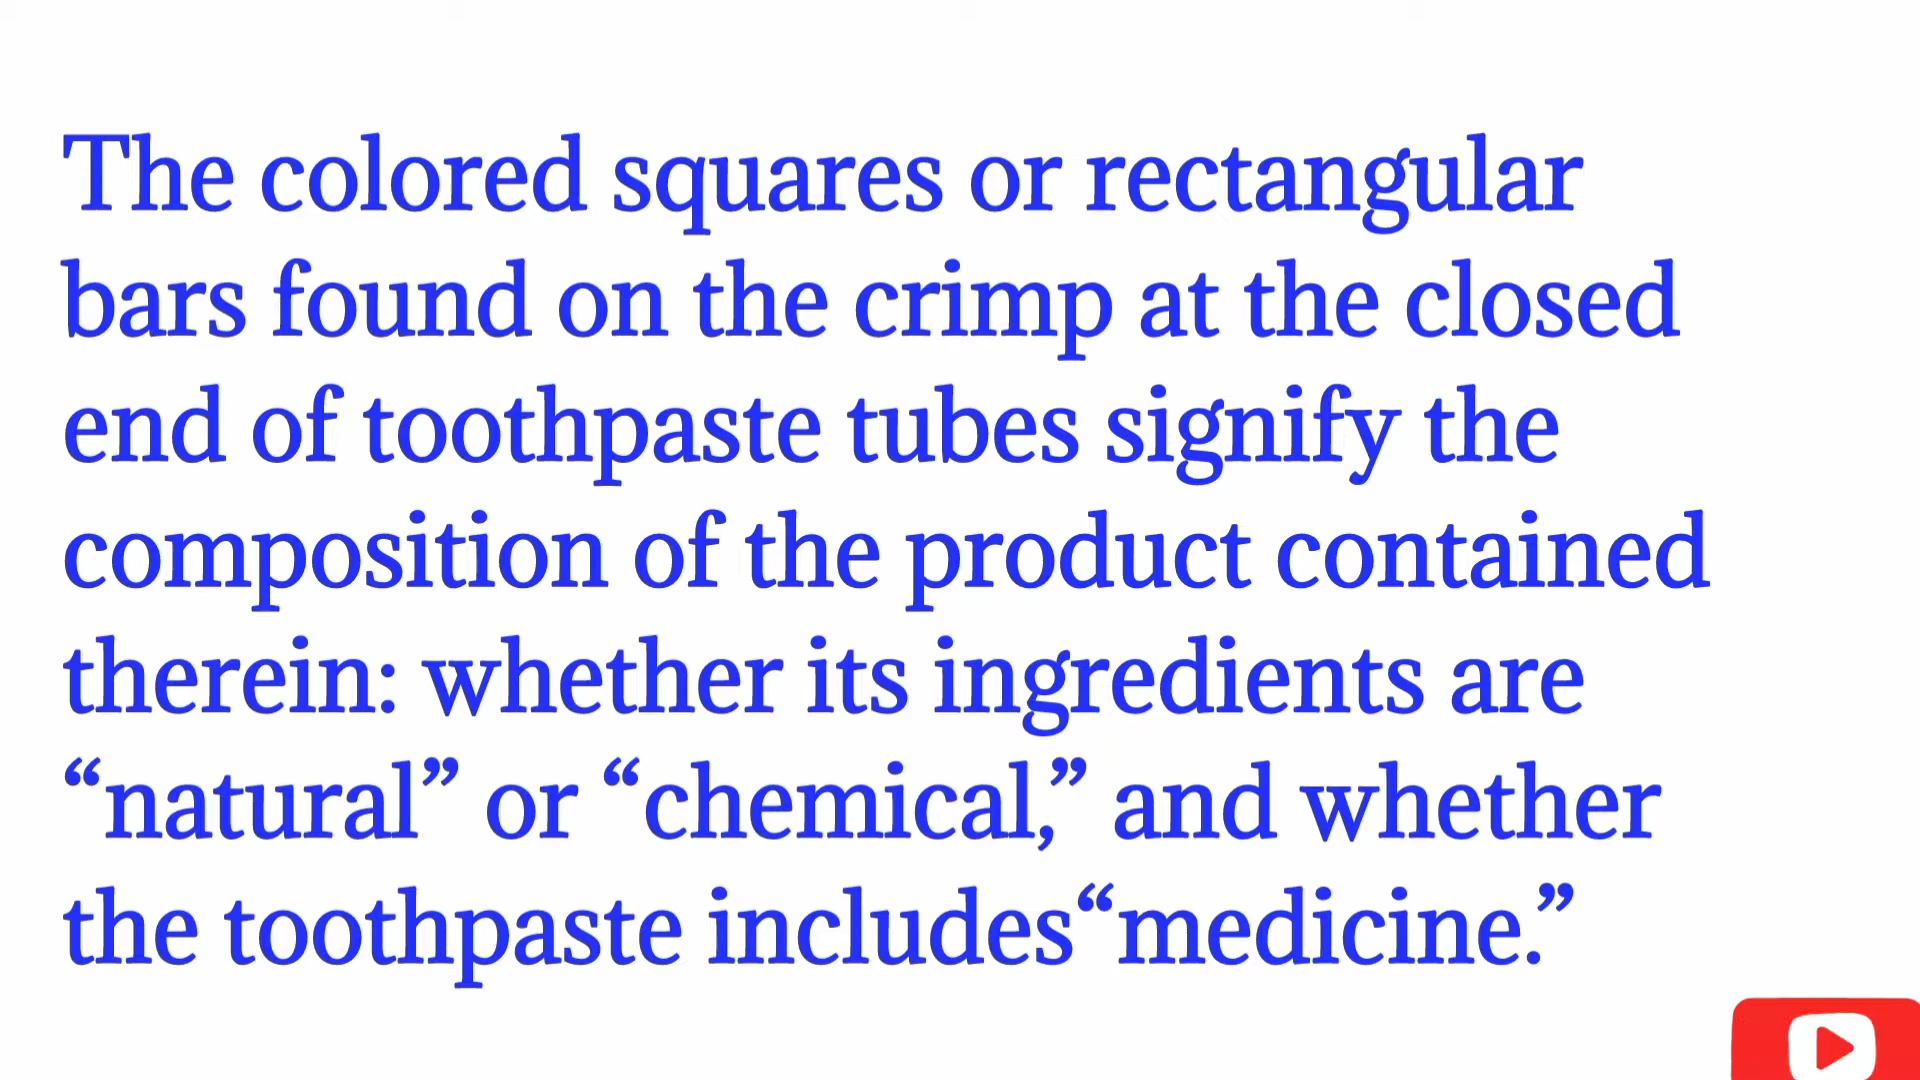 The colored squares or rectangular
bars found on the crimp at the closed
end of toothpaste tubes signify the
composition of the product contained
therein: whether its ingredients are
“natural” or “chemical,” and whether
the toothpaste includes“medicine.”